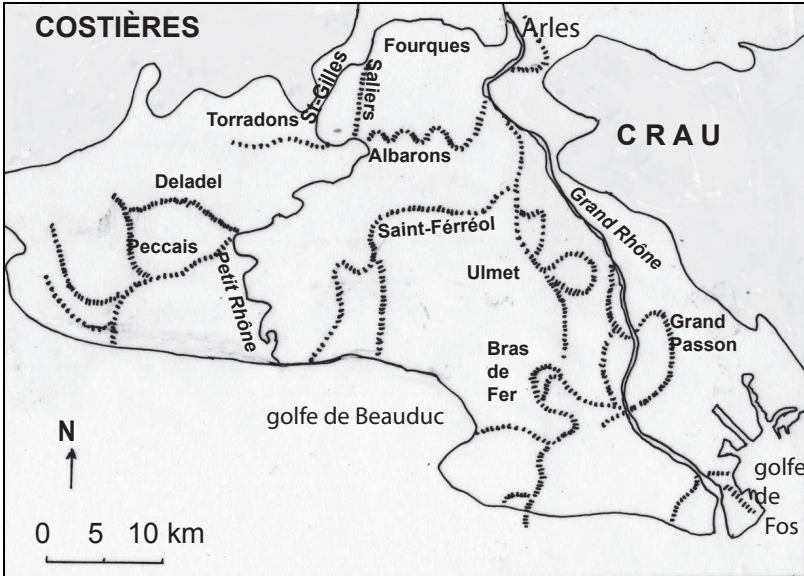 COSTIÈRES
Arles
Fourques
St-Gilles
Saliers
Torradons
CRAU
Albarons
Deladel
Grand Rhône
Saint-Férréol
Peccais
Petit Rhône
Ulmet
Grand
Passon
Bras
de
Fer
golfe de Beauduc
N
golfe
de
Fos
0 5 10 km